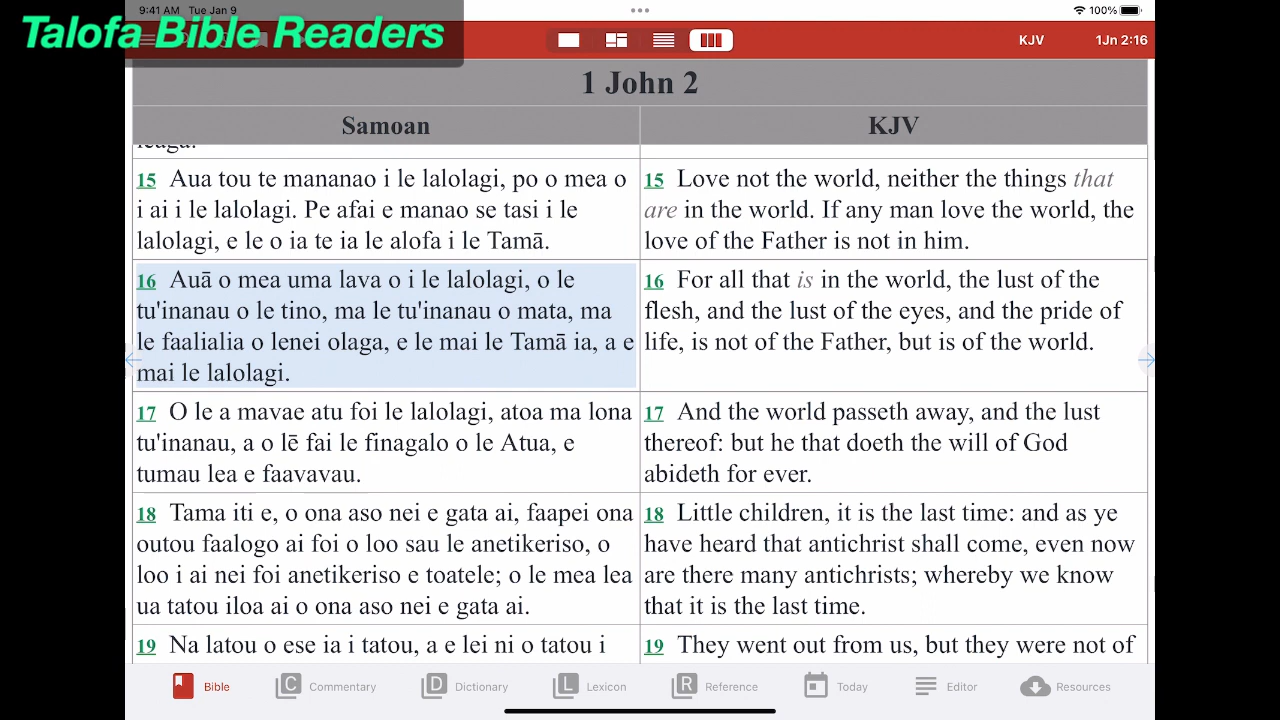 9:41 AM Tue Jan 9
100%
Talofa Bible Readers
KJV
1Jn 2:16
1 John 2
Samoan
KJV
leaga.
15 Aua tou te mananao i le lalolagi, po o mea o
i ai i le lalolagi. Pe afai e manao se tasi i le
lalolagi, e le o ia te ia le alofa i le Tamā.
15 Love not the world, neither the things that
are in the world. If any man love the world, the
love of the Father is not in him.
16 Auā o mea uma lava o i le lalolagi, o le
tu'inanau o le tino, ma le tu'inanau o mata, ma
le faalialia o lenei olaga, e le mai le Tamā ia, a e
mai le lalolagi.
16 For all that is in the world, the lust of the
flesh, and the lust of the eyes, and the pride of
life, is not of the Father, but is of the world.
17 O le a mavae atu foi le lalolagi, atoa ma lona
tu'inanau, a o lē fai le finagalo o le Atua, e
tumau lea e faavavau.
17 And the world passeth away, and the lust
thereof: but he that doeth the will of God
abideth for ever.
18 Tama iti e, o ona aso nei e gata ai, faapei ona
outou faalogo ai foi o loo sau le anetikeriso, o
loo i ai nei foi anetikeriso e toatele; o le mea lea
ua tatou iloa ai o ona aso nei e gata ai.
18 Little children, it is the last time: and as ye
have heard that antichrist shall come, even now
are there many antichrists; whereby we know
that it is the last time.
19 Na latou o ese ia i tatou, a e lei ni o tatou i
19 They went out from us, but they were not of
Bible
C Commentary
D Dictionary
L Lexicon
R Reference
Today
Editor
Resources